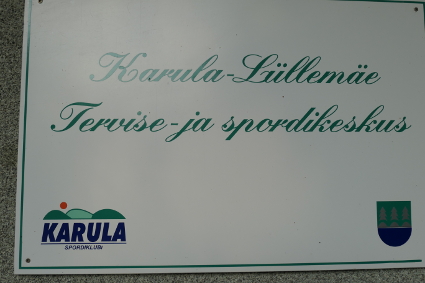 Karula-Lüllemäe
Tervise-ja spordikeskus
KARULA
SPORDIKLUBI